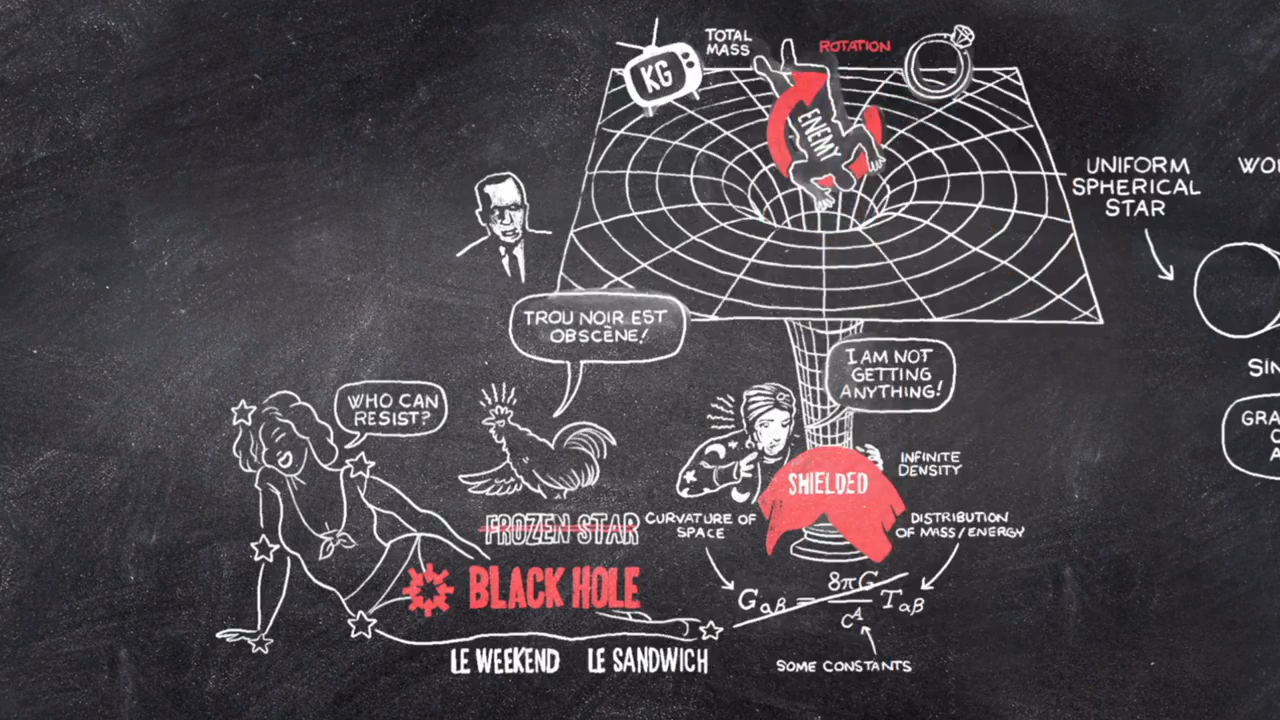 TOTAL
MASS
ROTATION
KG
ENEMY
UNIFORM
SPHERICAL
STAR
TROU NOIR EST
OBSCÈNE!
I AM NOT
GETTING
ANYTHING!
WHO CAN
RESIST?
INFINITE
DENSITY
SHIELDED
FROZEN STAR
CURVATURE OF
SPACE
DISTRIBUTION
OF MASS/ENERGY
BLACK HOLE
Gαβ = 8πG/c⁴ Tαβ
LE WEEKEND LE SANDWICH
SOME CONSTANTS